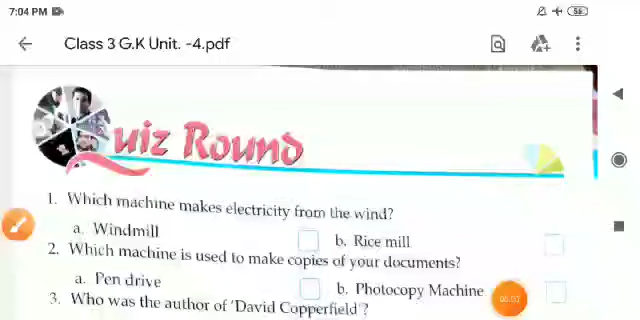 7:04 PM
56
Class 3 G.K Unit. -4.pdf
Quiz Round
1. Which machine makes electricity from the wind?
a. Windmill
b. Rice mill
2. Which machine is used to make copies of your documents?
a. Pen drive
b. Photocopy Machine
3. Who was the author of 'David Copperfield'?